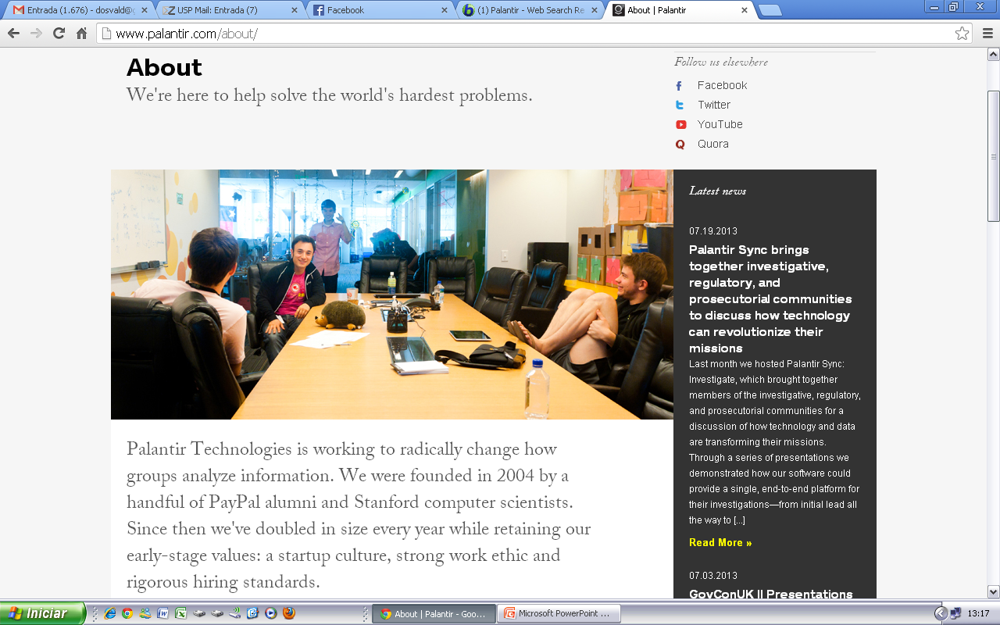 Entrada (1.676) - dosvald@g
USP Mail: Entrada (7)
Facebook
(1) Palantir - Web Search Re
About | Palantir
www.palantir.com/about/
About
We're here to help solve the world's hardest problems.
Follow us elsewhere
Facebook
Twitter
YouTube
Quora
Latest news
07.19.2013
Palantir Sync brings
together investigative,
regulatory, and
prosecutorial communities
to discuss how technology
can revolutionize their
missions
Last month we hosted Palantir Sync:
Investigate, which brought together
members of the investigative, regulatory,
and prosecutorial communities for a
discussion of how technology and data
are transforming their missions.
Through a series of presentations we
demonstrated how our software could
provide a single, end-to-end platform for
their investigations—from initial lead all
the way to [...]
Read More »
07.03.2013
GovConUK II Presentations
Palantir Technologies is working to radically change how
groups analyze information. We were founded in 2004 by a
handful of PayPal alumni and Stanford computer scientists.
Since then we've doubled in size every year while retaining our
early-stage values: a startup culture, strong work ethic and
rigorous hiring standards.
Iniciar
About | Palantir - Goo...
Microsoft PowerPoint ...
13:17